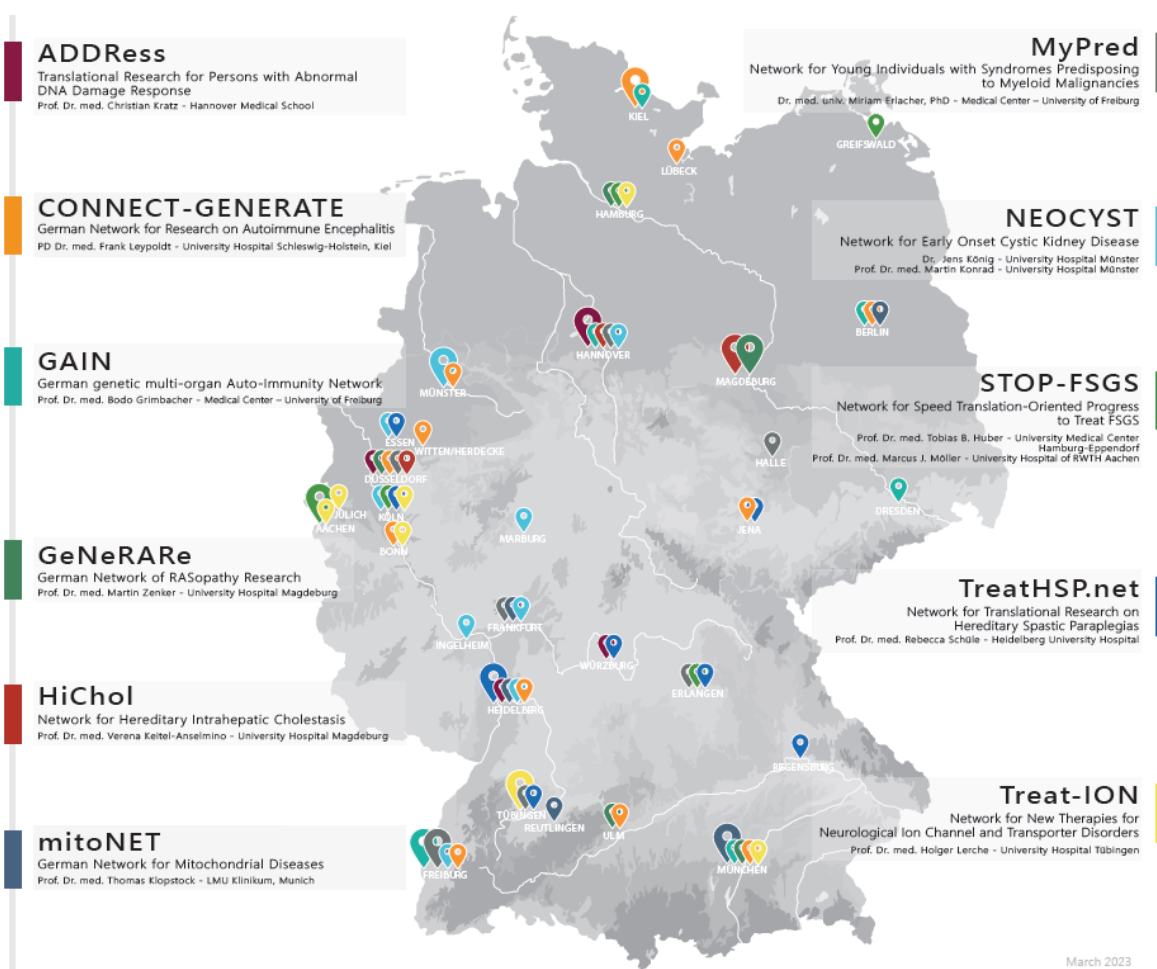 ADDRess
Translational Research for Persons with Abnormal
DNA Damage Response
Prof. Dr. med. Christian Kratz - Hannover Medical School
CONNECT-GENERATE
German Network for Research on Autoimmune Encephalitis
PD Dr. med. Frank Leypoldt - University Hospital Schleswig-Holstein, Kiel
GAIN
German genetic multi-organ Auto-Immunity Network
Prof. Dr. med. Bodo Grimbacher - Medical Center – University of Freiburg
GeNeRARe
German Network of RASopathy Research
Prof. Dr. med. Martin Zenker - University Hospital Magdeburg
HiChol
Network for Hereditary Intrahepatic Cholestasis
Prof. Dr. med. Verena Keitel-Anselmino - University Hospital Magdeburg
mitoNET
German Network for Mitochondrial Diseases
Prof. Dr. med. Thomas Klopstock - LMU Klinikum, Munich
KIEL
LÜBECK
GREIFSWALD
HAMBURG
BERLIN
HANNOVER
MAGDEBURG
MÜNSTER
ESSEN
WITTEN/HERDECKE
DÜSSELDORF
HALLE
DRESDEN
KÖLN
JÜLICH
AACHEN
JENA
MARBURG
BONN
FRANKFURT
INGELHEIM
WÜRZBURG
ERLANGEN
HEIDELBERG
REGENSBURG
TÜBINGEN
REUTLINGEN
ULM
FREIBURG
MÜNCHEN
MyPred
Network for Young Individuals with Syndromes Predisposing
to Myeloid Malignancies
Dr. med. univ. Miriam Erlacher, PhD - Medical Center – University of Freiburg
NEOCYST
Network for Early Onset Cystic Kidney Disease
Dr. Jens König - University Hospital Münster
Prof. Dr. med. Martin Konrad - University Hospital Münster
STOP-FSGS
Network for Speed Translation-Oriented Progress
to Treat FSGS
Prof. Dr. med. Tobias B. Huber - University Medical Center
Hamburg-Eppendorf
Prof. Dr. med. Marcus J. Möller - University Hospital of RWTH Aachen
TreatHSP.net
Network for Translational Research on
Hereditary Spastic Paraplegias
Prof. Dr. med. Rebecca Schüle - Heidelberg University Hospital
Treat-ION
Network for New Therapies for
Neurological Ion Channel and Transporter Disorders
Prof. Dr. med. Holger Lerche - University Hospital Tübingen
March 2023